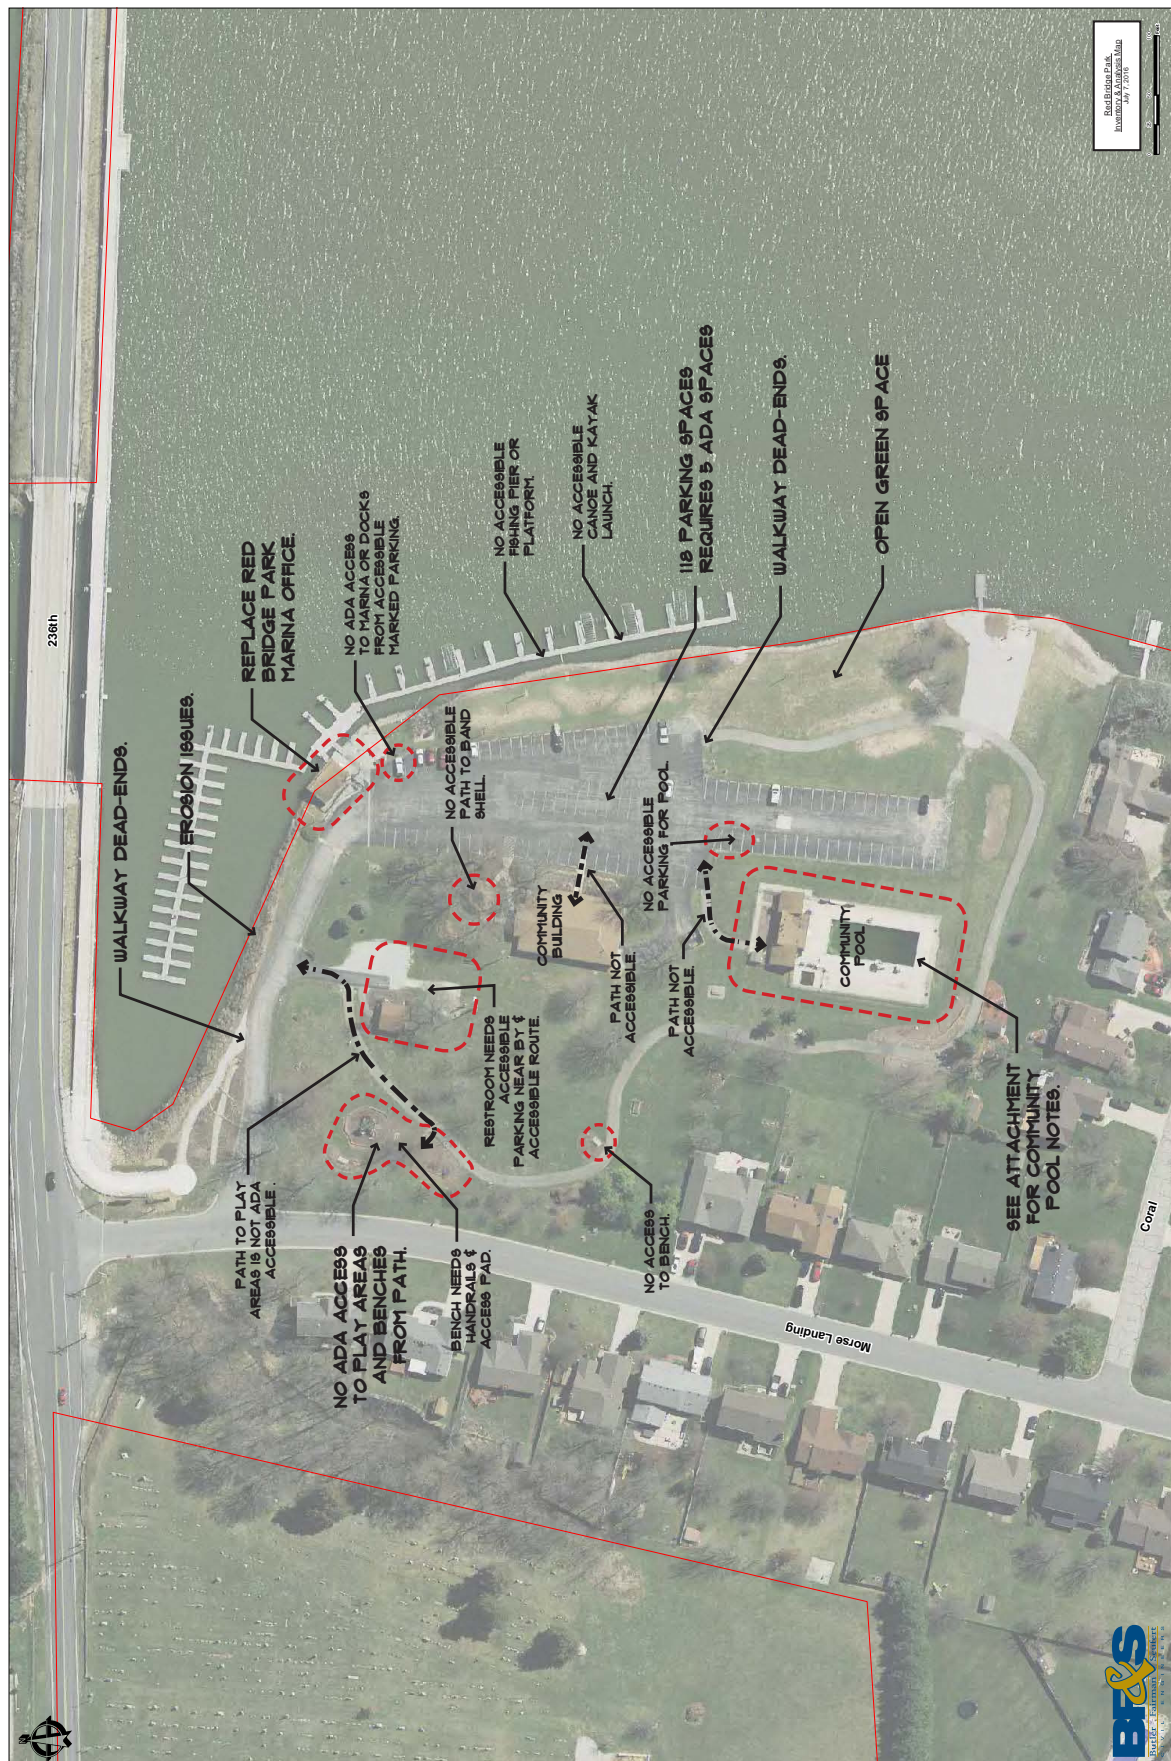 236th
WALKWAY DEAD-ENDS.
EROSION ISSUES.
REPLACE RED
BRIDGE PARK
MARINA OFFICE.
NO ADA ACCESS
TO MARINA OR DOCKS
FROM ACCESSIBLE
MARKED PARKING.
NO ACCESSIBLE
PATH TO BAND
SHELL.
NO ACCESSIBLE
FISHING PIER OR
PLATFORM.
NO ACCESSIBLE
CANOE AND KAYAK
LAUNCH.
118 PARKING SPACES
REQUIRES 5 ADA SPACES
WALKWAY DEAD-ENDS.
OPEN GREEN SPACE
PATH TO PLAY
AREAS IS NOT ADA
ACCESSIBLE.
NO ADA ACCESS
TO PLAY AREAS
AND BENCHES
FROM PATH.
BENCH NEEDS
HANDRAILS &
ACCESS PAD.
RESTROOM NEEDS
ACCESSIBLE
PARKING NEAR BY &
ACCESSIBLE ROUTE.
COMMUNITY
BUILDING
PATH NOT
ACCESSIBLE.
NO ACCESSIBLE
PARKING FOR POOL.
PATH NOT
ACCESSIBLE.
COMMUNITY
POOL
NO ACCESS
TO BENCH.
SEE ATTACHMENT
FOR COMMUNITY
POOL NOTES.
Morse Landing
Coral
Red Bridge Park
Inventory & Analysis Map
July 7, 2016
BF&S
Butler Fairman Seufert